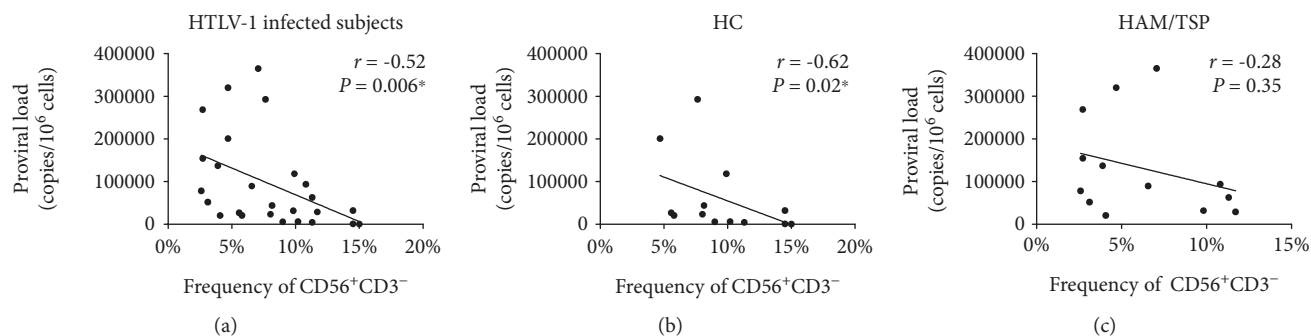 HTLV-1 infected subjects
r = -0.52
P = 0.006*
Proviral load
(copies/10⁶ cells)
400000
300000
200000
100000
0
0% 5% 10% 15% 20%
Frequency of CD56⁺CD3⁻
(a)
HC
r = -0.62
P = 0.02*
Proviral load
(copies/10⁶ cells)
400000
300000
200000
100000
0
0% 5% 10% 15% 20%
Frequency of CD56⁺CD3⁻
(b)
HAM/TSP
r = -0.28
P = 0.35
Proviral load
(copies/10⁶ cells)
400000
300000
200000
100000
0
0% 5% 10% 15%
Frequency of CD56⁺CD3⁻
(c)